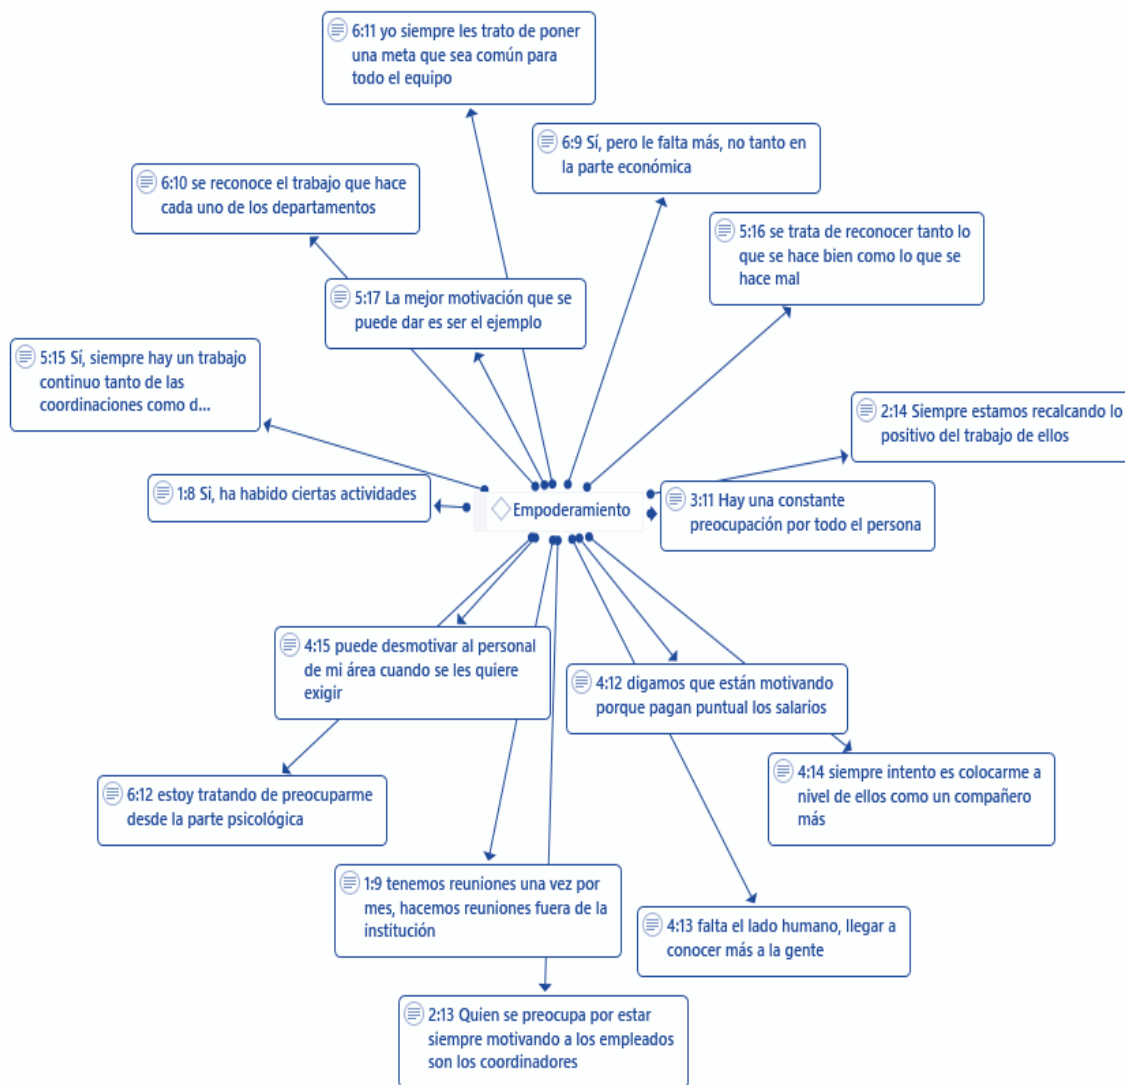 6:11 yo siempre les trato de poner
una meta que sea común para
todo el equipo
6:9 Sí, pero le falta más, no tanto en
la parte económica
6:10 se reconoce el trabajo que hace
cada uno de los departamentos
5:16 se trata de reconocer tanto lo
que se hace bien como lo que se
hace mal
5:17 La mejor motivación que se
puede dar es ser el ejemplo
5:15 Sí, siempre hay un trabajo
continuo tanto de las
coordinaciones como d...
2:14 Siempre estamos recalcando lo
positivo del trabajo de ellos
1:8 Si, ha habido ciertas actividades
Empoderamiento
3:11 Hay una constante
preocupación por todo el persona
4:15 puede desmotivar al personal
de mi área cuando se les quiere
exigir
4:12 digamos que están motivando
porque pagan puntual los salarios
4:14 siempre intento es colocarme a
nivel de ellos como un compañero
más
6:12 estoy tratando de preocuparme
desde la parte psicológica
1:9 tenemos reuniones una vez por
mes, hacemos reuniones fuera de la
institución
4:13 falta el lado humano, llegar a
conocer más a la gente
2:13 Quien se preocupa por estar
siempre motivando a los empleados
son los coordinadores